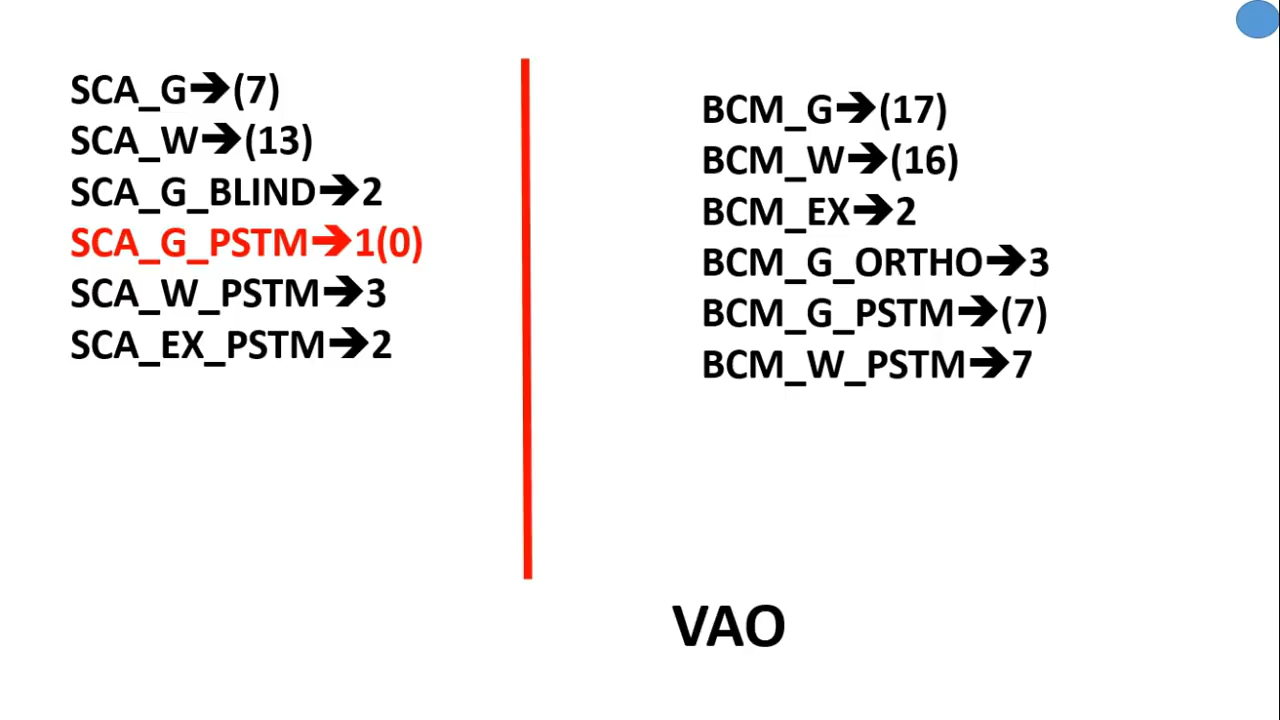 SCA_G➔(7)
SCA_W➔(13)
SCA_G_BLIND➔2
SCA_G_PSTM➔1(0)
SCA_W_PSTM➔3
SCA_EX_PSTM➔2
BCM_G➔(17)
BCM_W➔(16)
BCM_EX➔2
BCM_G_ORTHO➔3
BCM_G_PSTM➔(7)
BCM_W_PSTM➔7
VAO